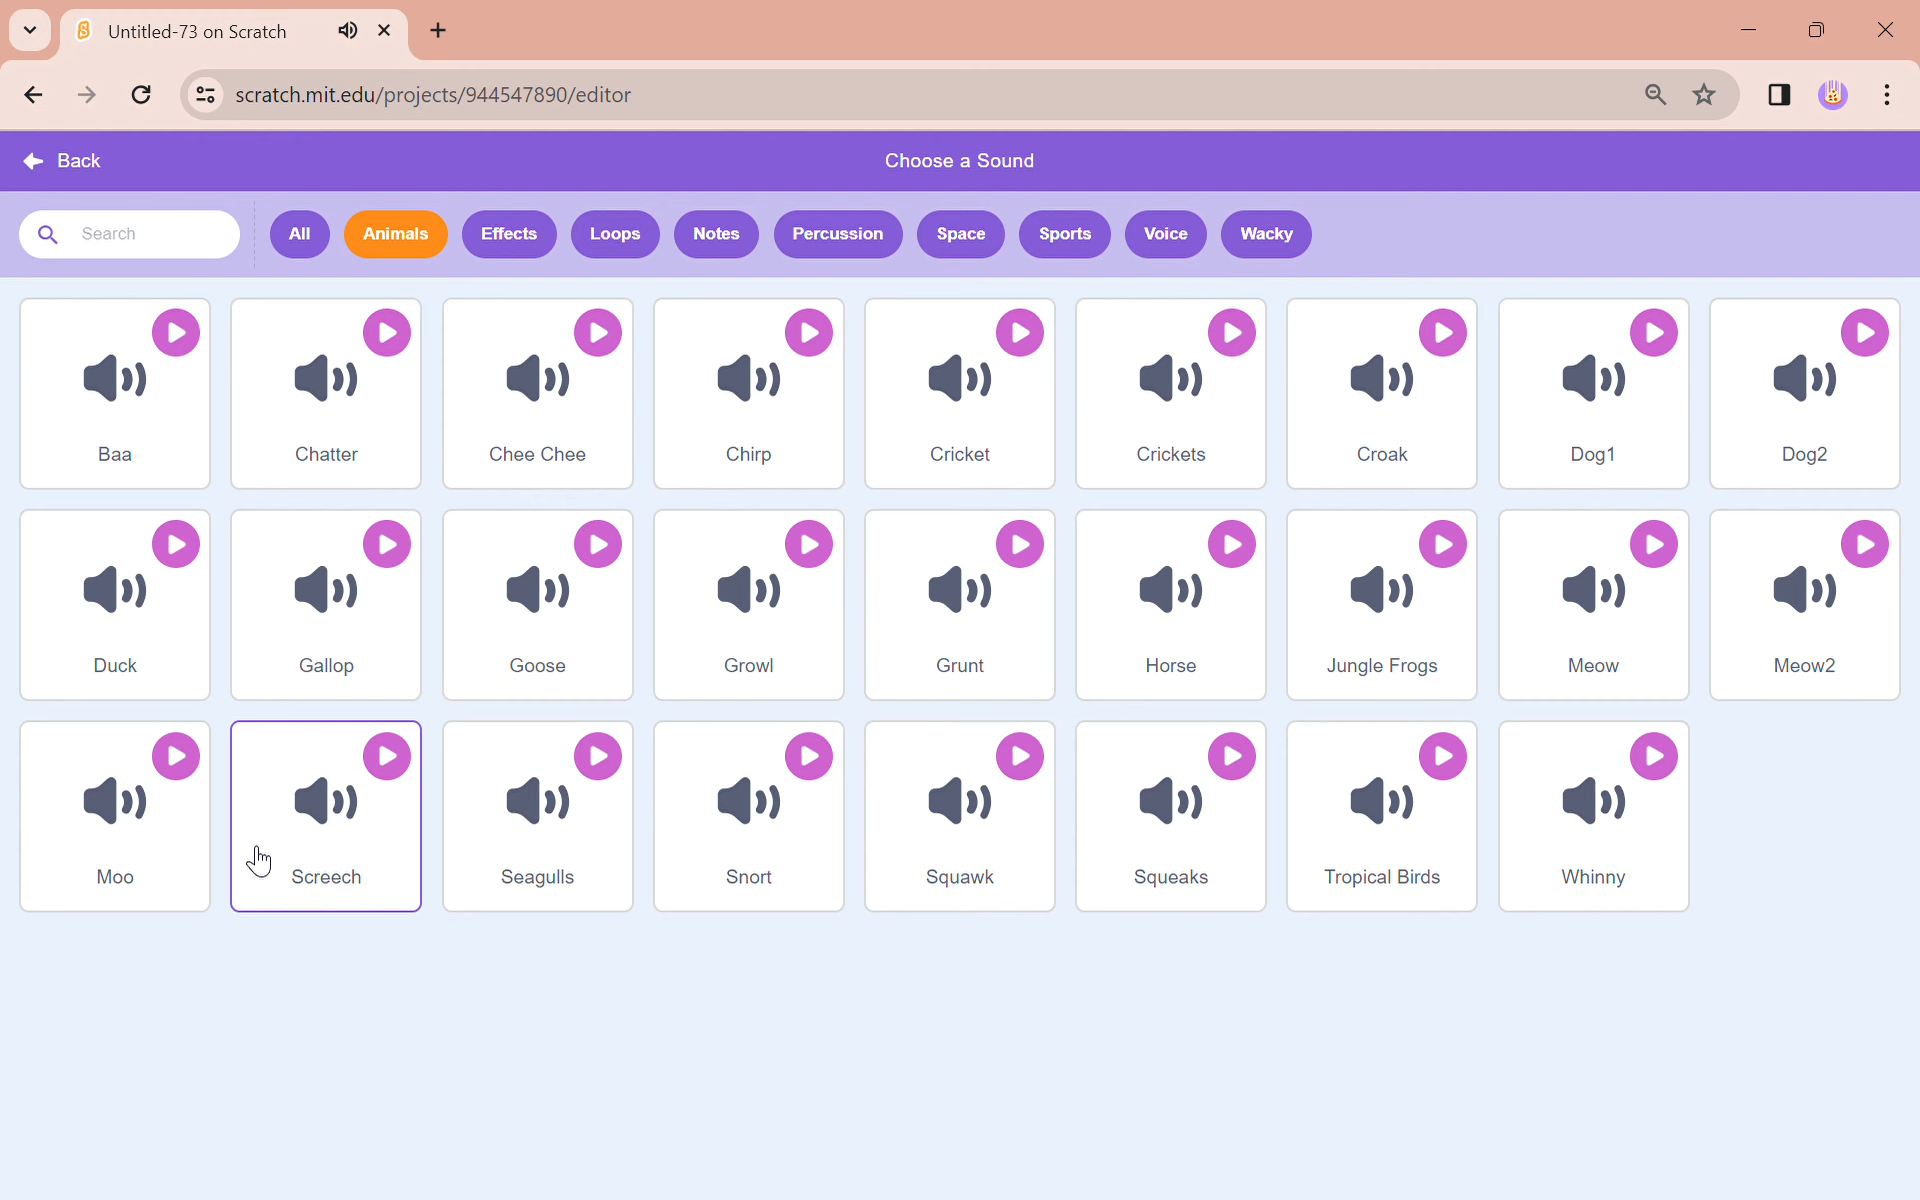 Untitled-73 on Scratch
scratch.mit.edu/projects/944547890/editor
Back
Choose a Sound
Search
All
Animals
Effects
Loops
Notes
Percussion
Space
Sports
Voice
Wacky
Baa
Chatter
Chee Chee
Chirp
Cricket
Crickets
Croak
Dog1
Dog2
Duck
Gallop
Goose
Growl
Grunt
Horse
Jungle Frogs
Meow
Meow2
Moo
Screech
Seagulls
Snort
Squawk
Squeaks
Tropical Birds
Whinny